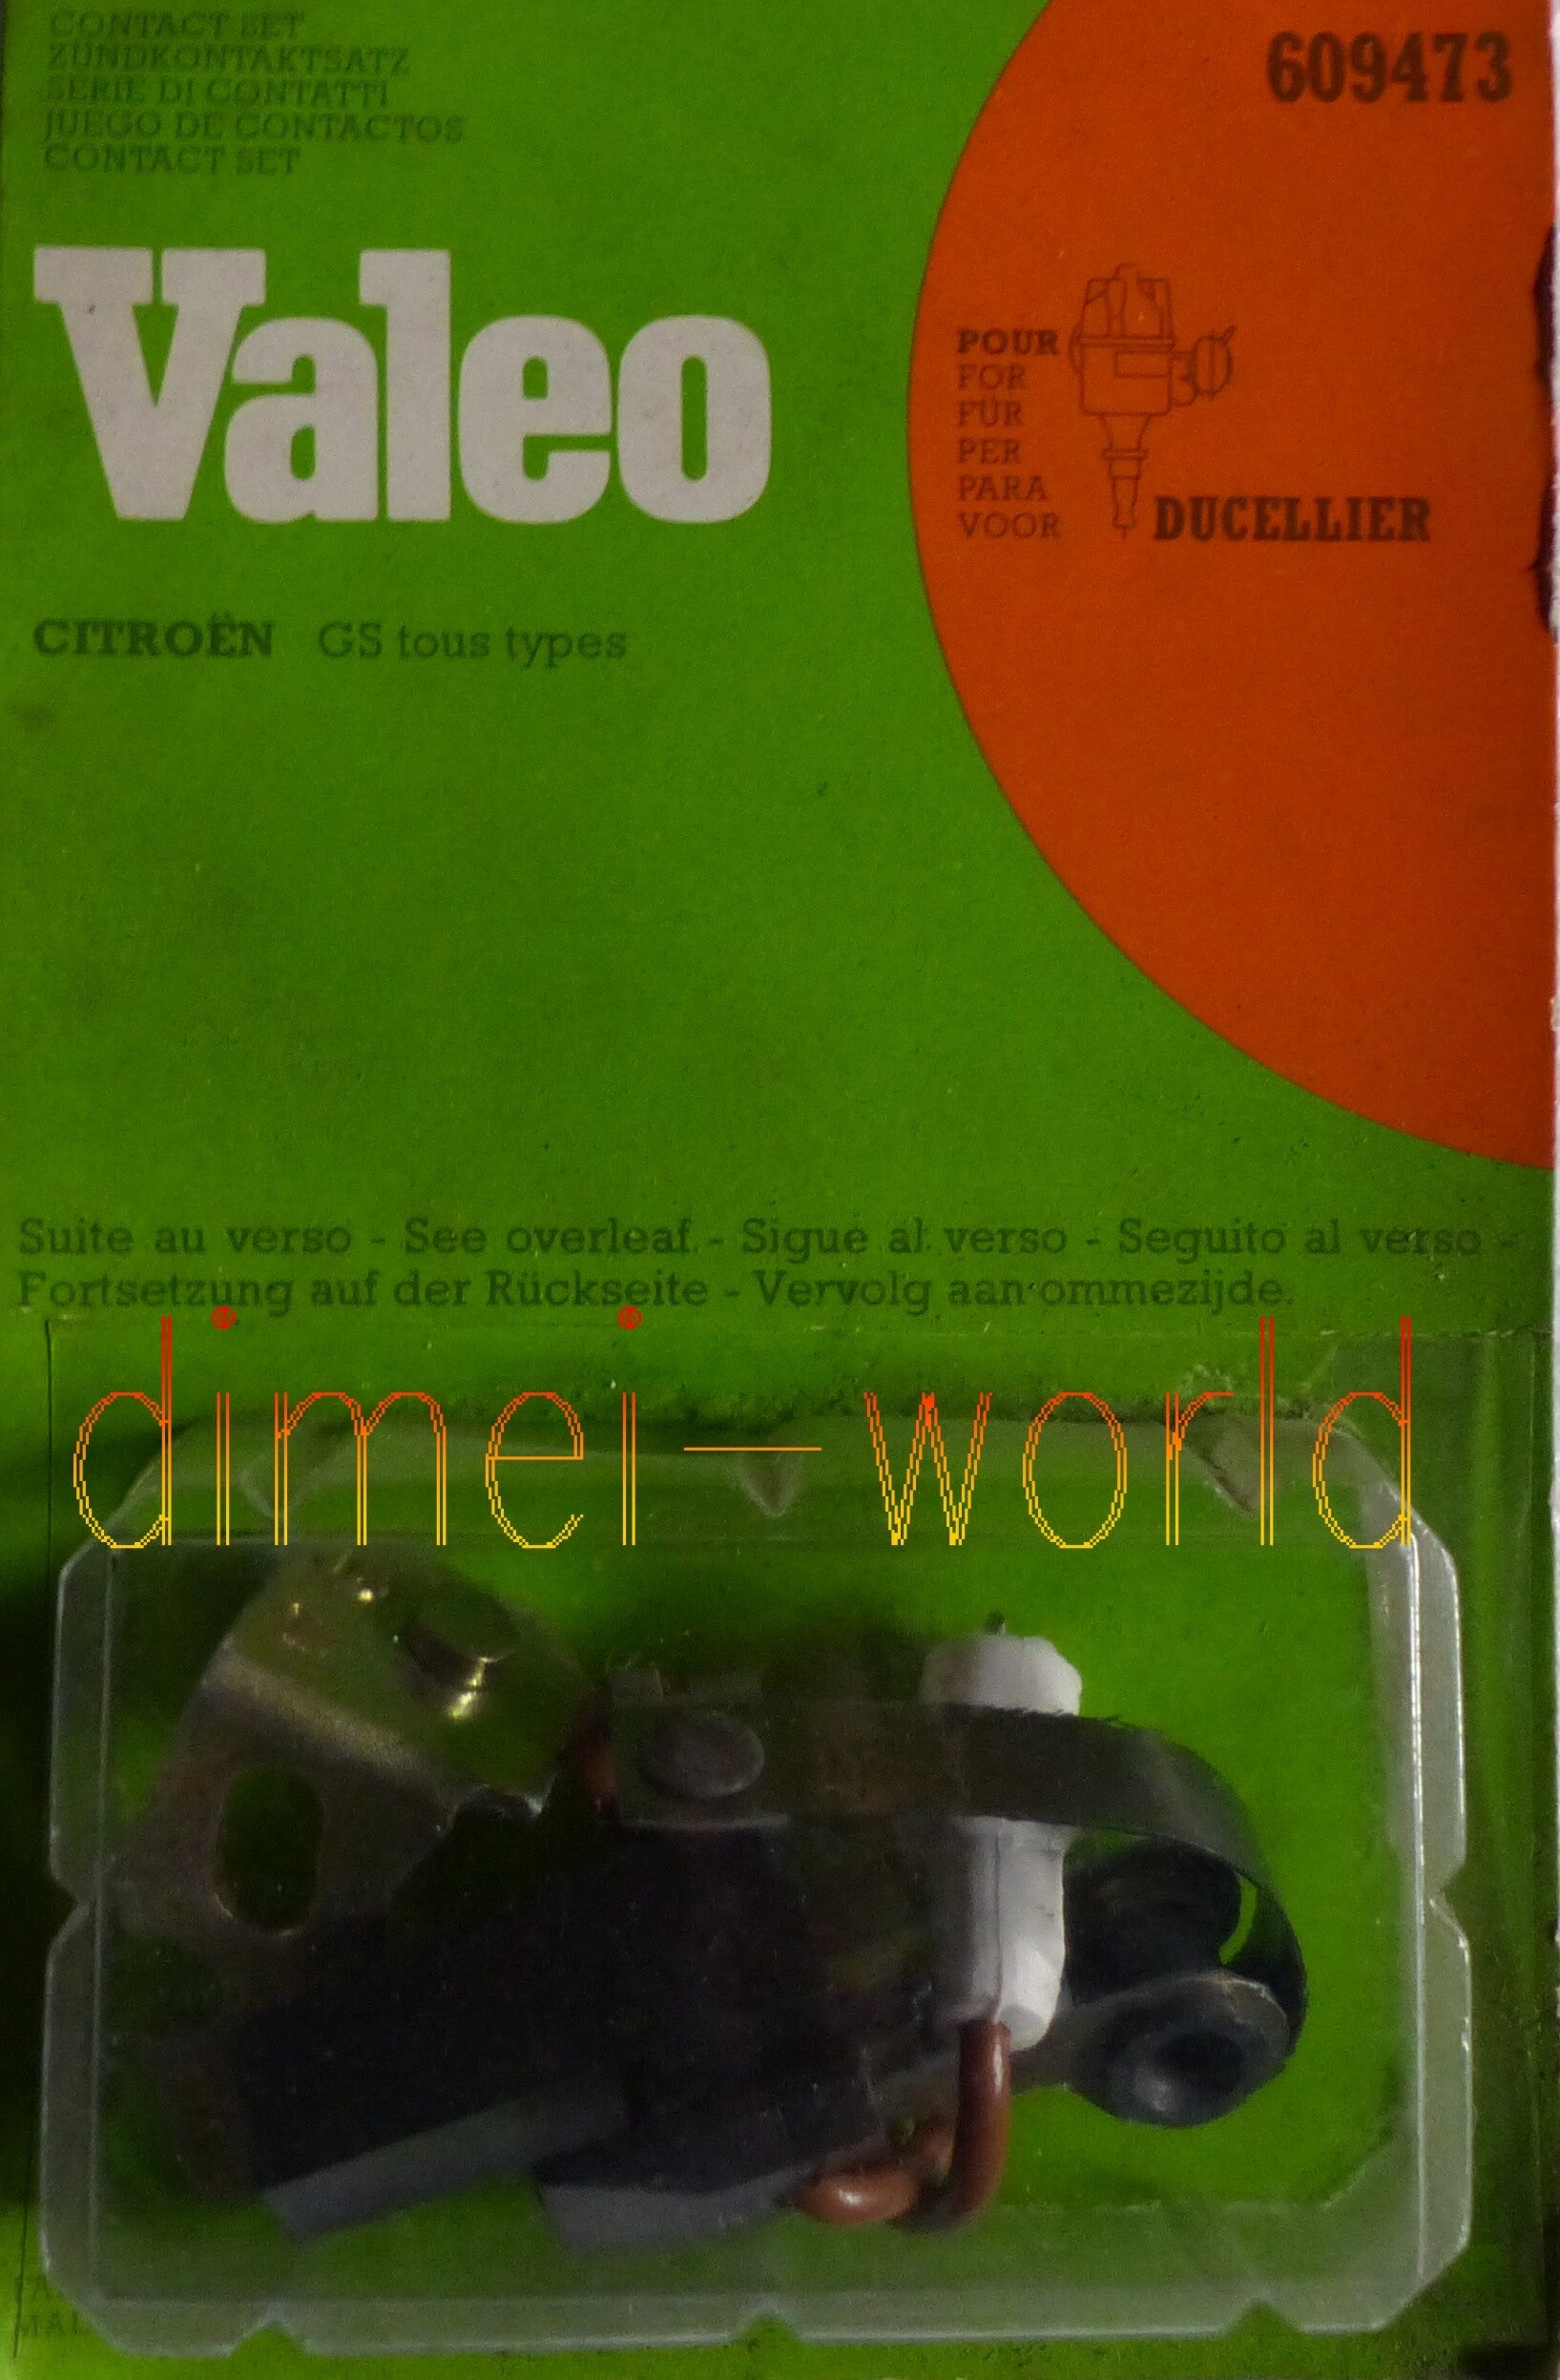 CONTACT SET
ZÜNDKONTAKTSATZ
SERIE DI CONTATTI
JUEGO DE CONTACTOS
CONTACT SET
609473
Valeo
POUR
FOR
FÜR
PER
PARA
VOOR
DUCELLIER
CITROËN GS tous types
Suite au verso - See overleaf. - Sigue al verso - Seguito al verso -
Fortsetzung auf der Rückseite - Vervolg aan ommezijde.
dimei-world